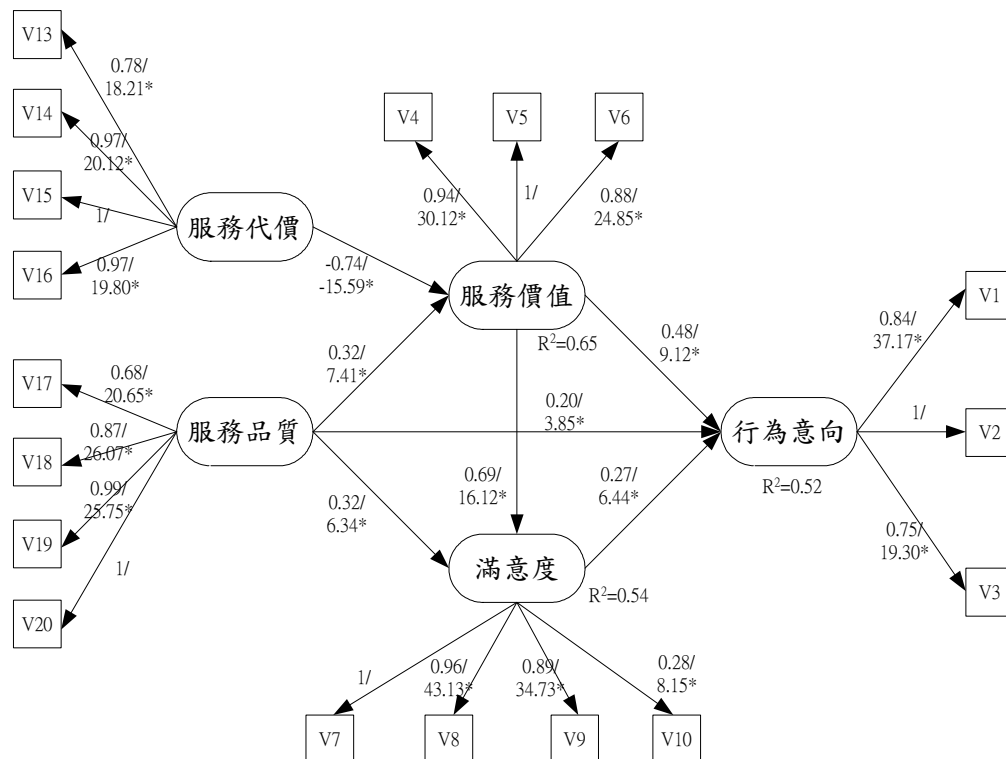 V13
0.78/
18.21*
V14
0.97/
20.12*
V15
1/
V16
0.97/
19.80*
服務代價
-0.74/
-15.59*
V4
V5
V6
0.94/
30.12*
1/
0.88/
24.85*
服務價值
R²=0.65
0.32/
7.41*
0.48/
9.12*
V17
0.68/
20.65*
V18
0.87/
26.07*
V19
0.99/
25.75*
V20
1/
服務品質
0.20/
3.85*
0.32/
6.34*
0.69/
16.12*
0.27/
6.44*
行為意向
R²=0.52
V1
0.84/
37.17*
1/
V2
0.75/
19.30*
V3
滿意度
R²=0.54
1/
0.96/
43.13*
0.89/
34.73*
0.28/
8.15*
V7
V8
V9
V10